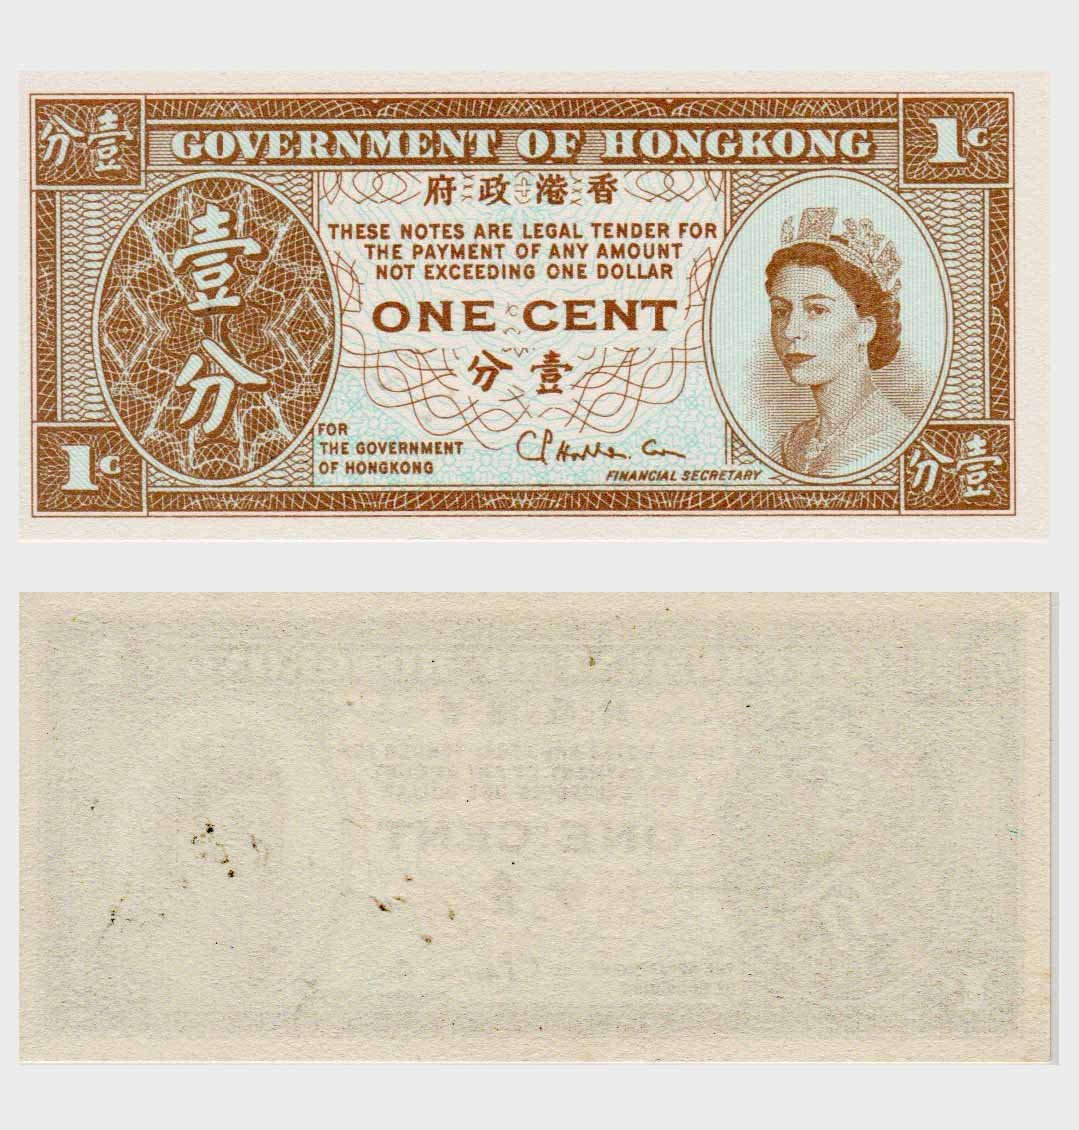 分壹
GOVERNMENT OF HONGKONG
1C
府政港香
THESE NOTES ARE LEGAL TENDER FOR
THE PAYMENT OF ANY AMOUNT
NOT EXCEEDING ONE DOLLAR
壹
分
ONE CENT
分壹
FOR
THE GOVERNMENT
OF HONGKONG
FINANCIAL SECRETARY
1C
分壹